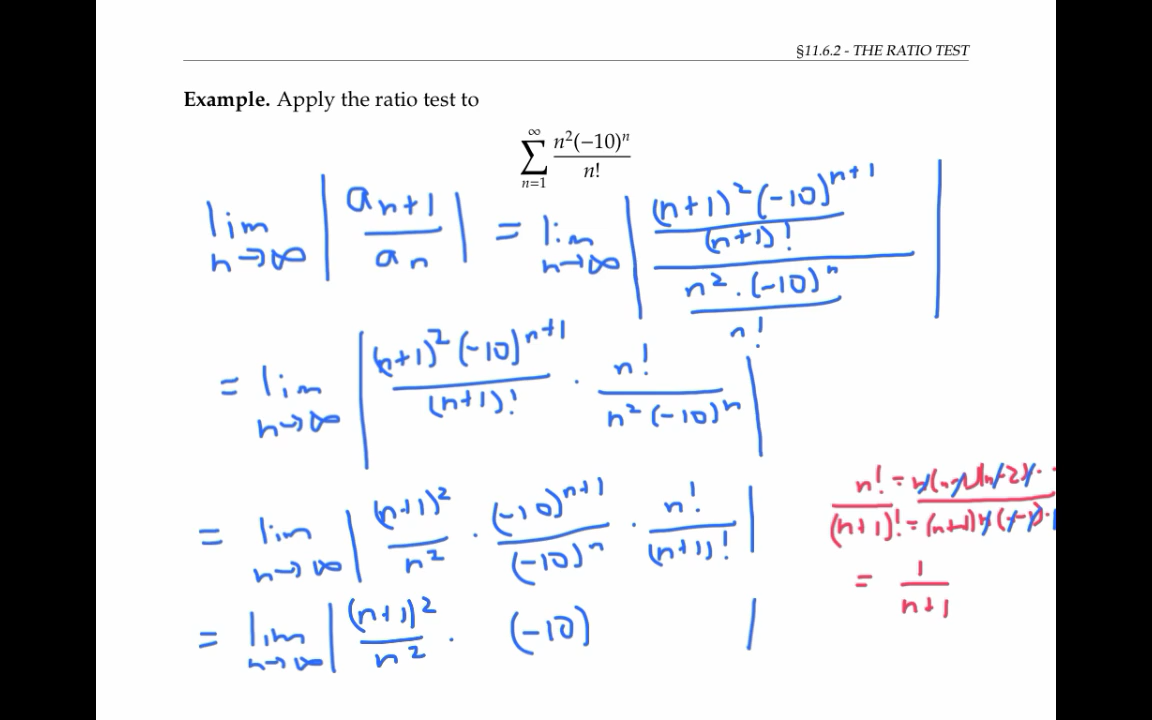 §11.6.2 - THE RATIO TEST
Example. Apply the ratio test to
∑_{n=1}^{∞} n²(−10)ⁿ / n!
lim_{n→∞} | a_{n+1} / a_n | = lim_{n→∞} | ((n+1)²(-10)^{n+1} / (n+1)!) / (n² · (-10)ⁿ / n!) |
= lim_{n→∞} | (n+1)²(-10)^{n+1} / (n+1)! · n! / n²(-10)ⁿ |
= lim_{n→∞} | (n+1)² / n² · (-10)^{n+1} / (-10)ⁿ · n! / (n+1)! |
= lim_{n→∞} | (n+1)² / n² · (-10) |
n! / (n+1)! =
= 1 / (n+1)